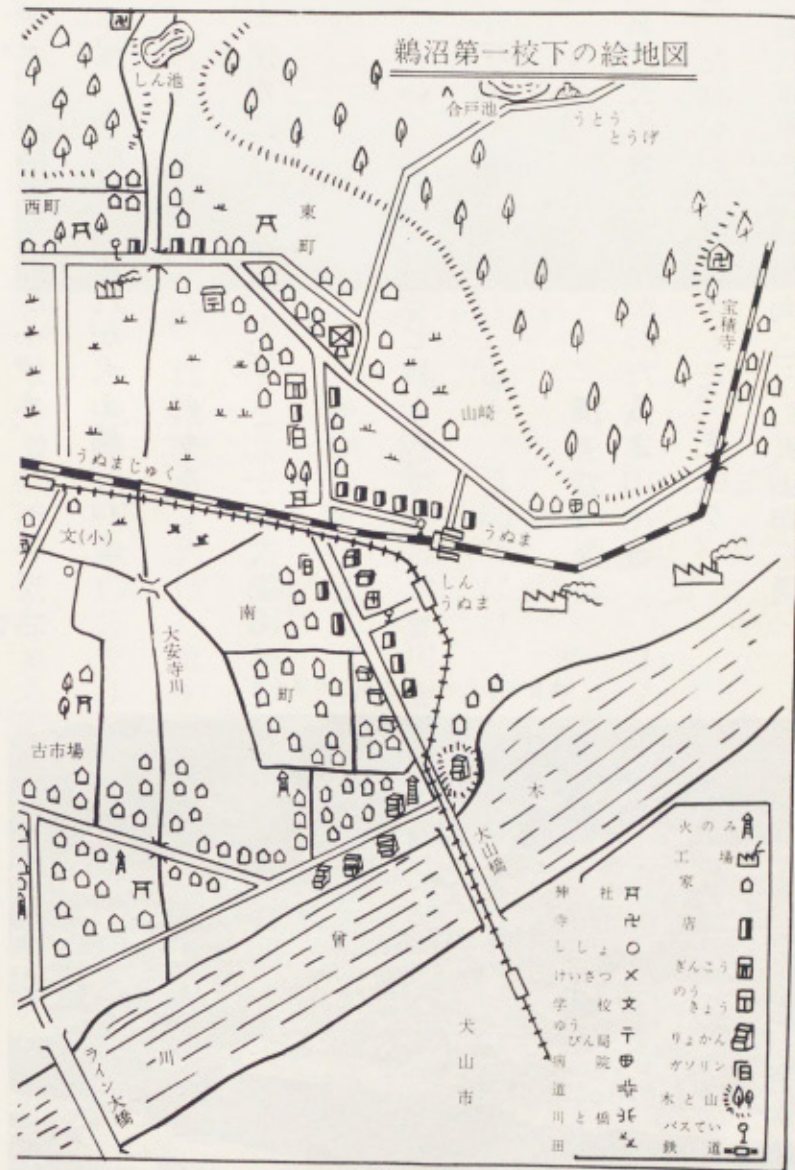 鵜沼第一校下の絵地図
しん池
合戸池
うとう
とうげ
西町
東町
宝積寺
山崎
うぬまじゅく
うぬま
文(小)
しん
うぬま
南町
大安寺川
古市場
木曾川
犬山橋
ライン大橋
犬山市
火のみ
工場
家
店
ぎんこう
のう
きょう
りょかん
ガソリン
木と山
バスてい
鉄道
神社
寺
ししょ
けいさつ
学校 文
ゆう
びん局 〒
病院
道
川と橋
田